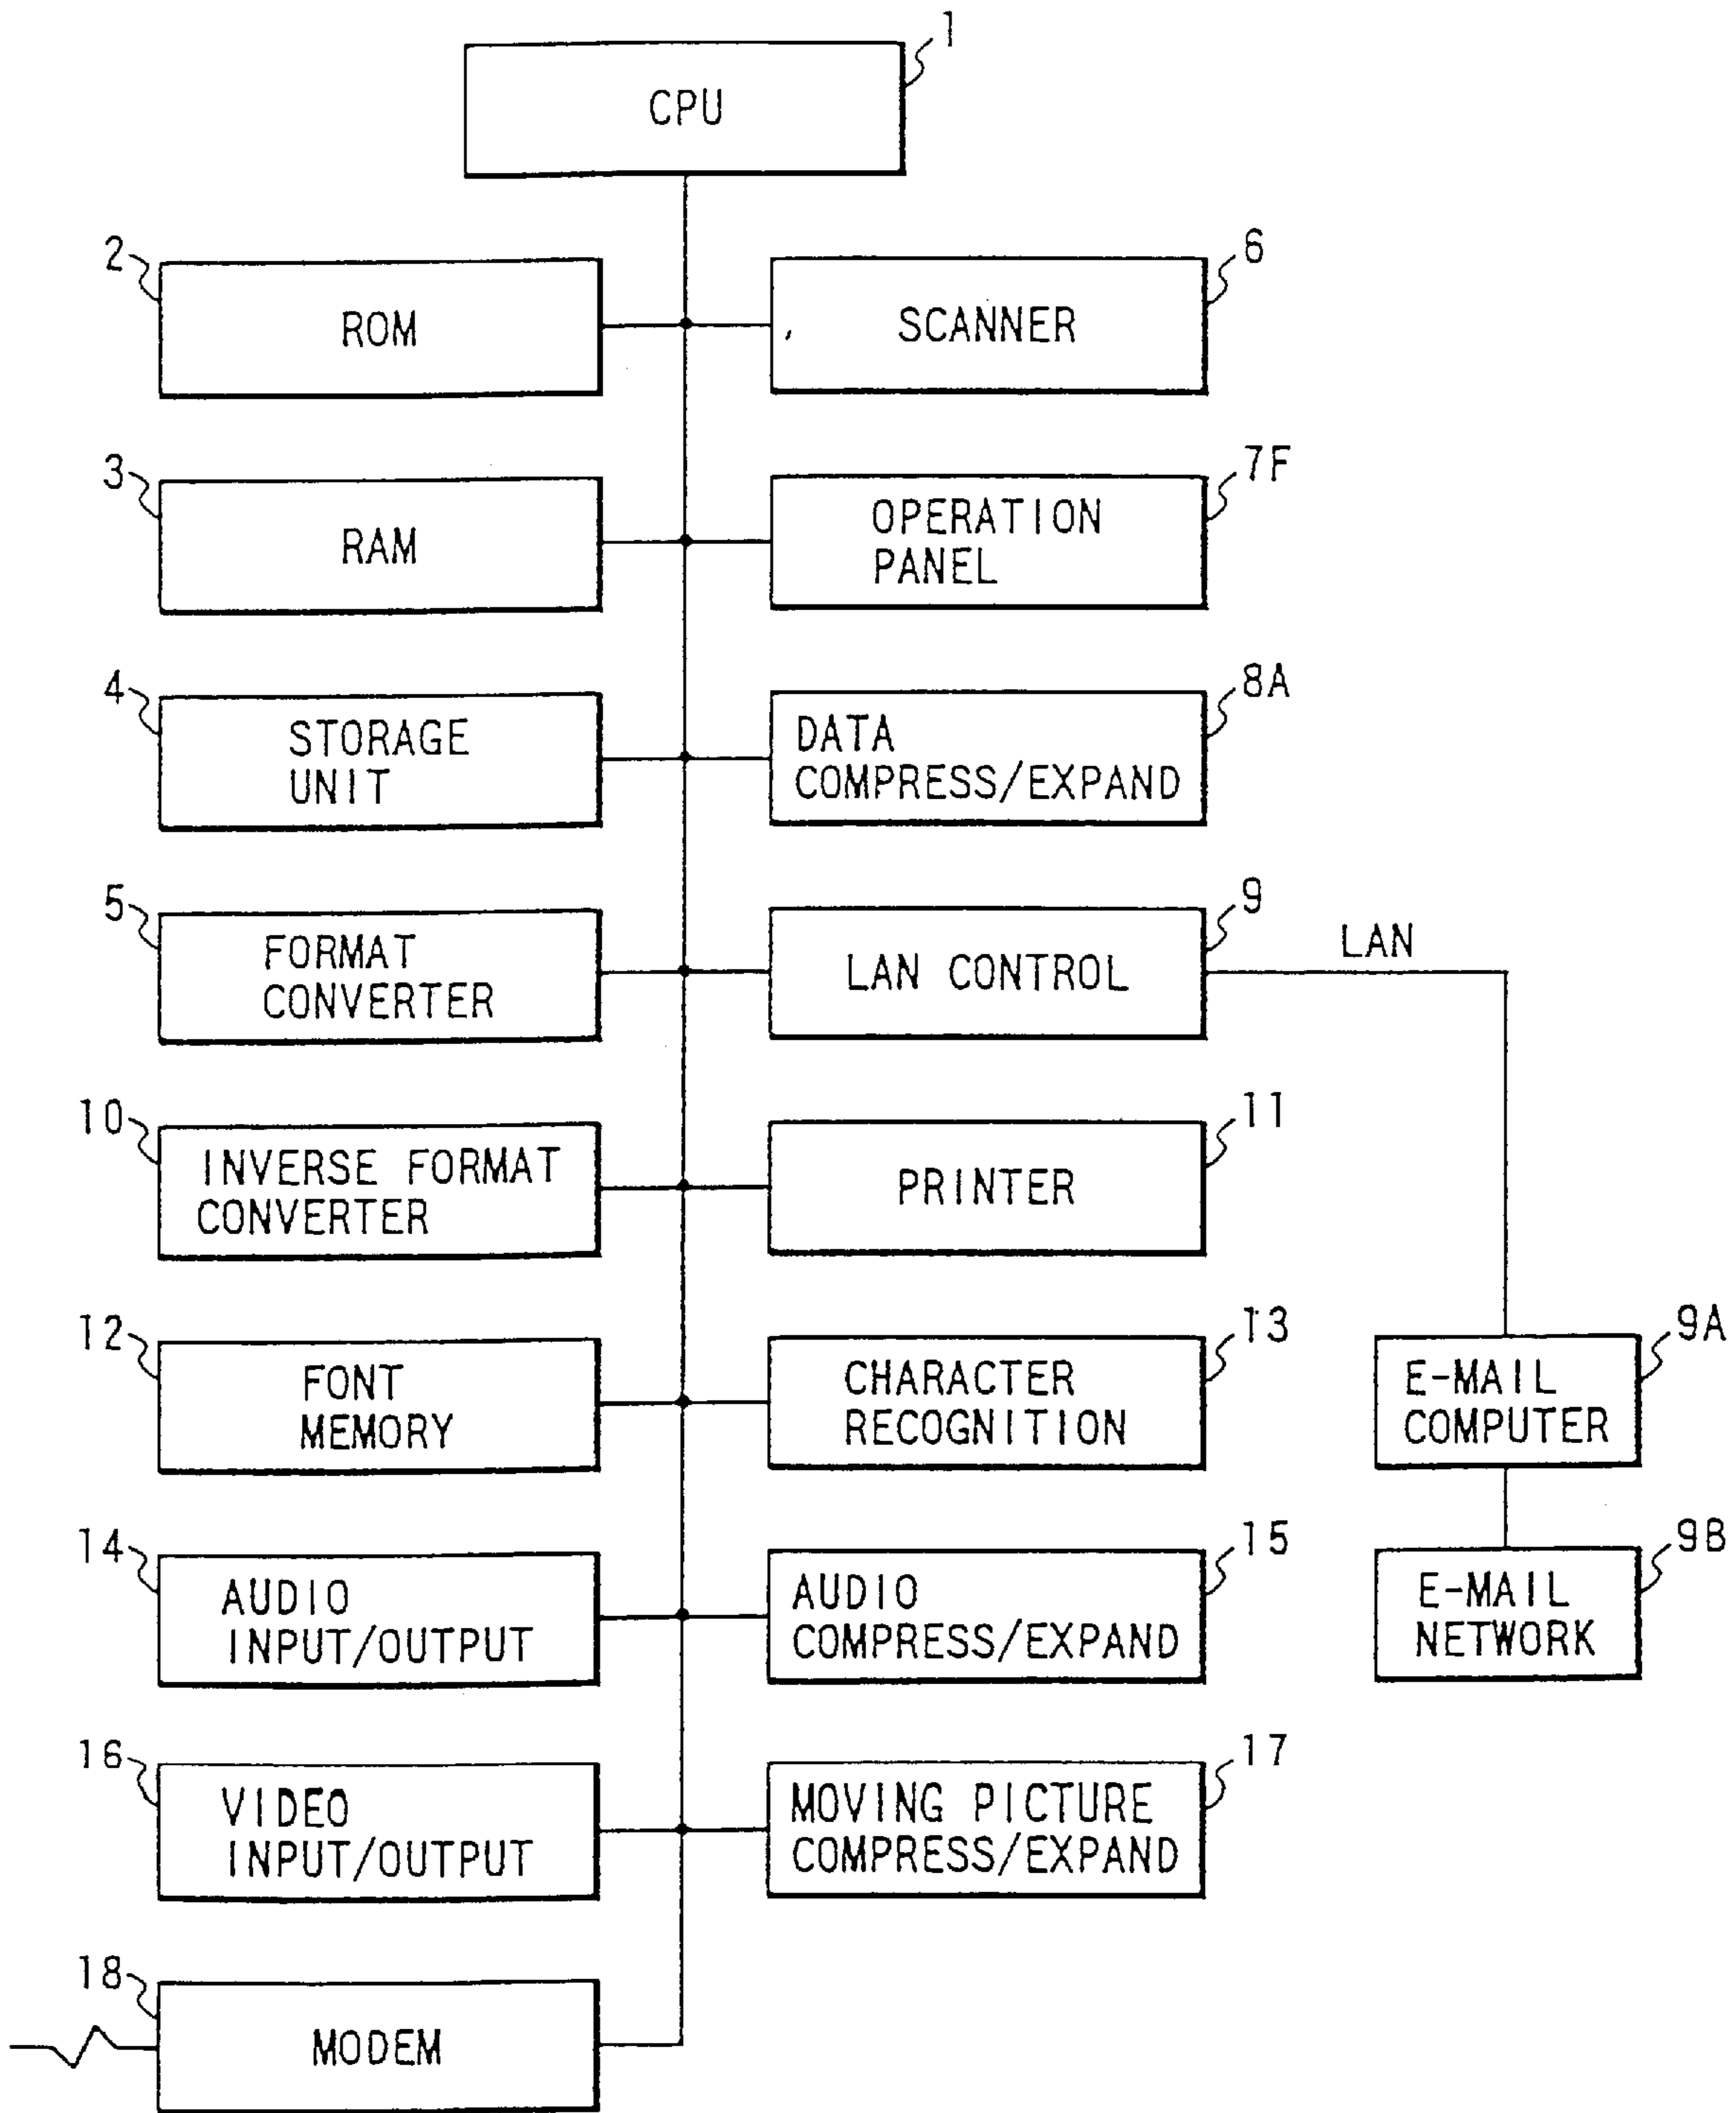 1
CPU
2
ROM
6
SCANNER
3
RAM
7F
OPERATION
PANEL
4
STORAGE
UNIT
8A
DATA
COMPRESS/EXPAND
5
FORMAT
CONVERTER
9
LAN CONTROL
LAN
10
INVERSE FORMAT
CONVERTER
11
PRINTER
12
FONT
MEMORY
13
CHARACTER
RECOGNITION
9A
E-MAIL
COMPUTER
14
AUDIO
INPUT/OUTPUT
15
AUDIO
COMPRESS/EXPAND
9B
E-MAIL
NETWORK
16
VIDEO
INPUT/OUTPUT
17
MOVING PICTURE
COMPRESS/EXPAND
18
MODEM